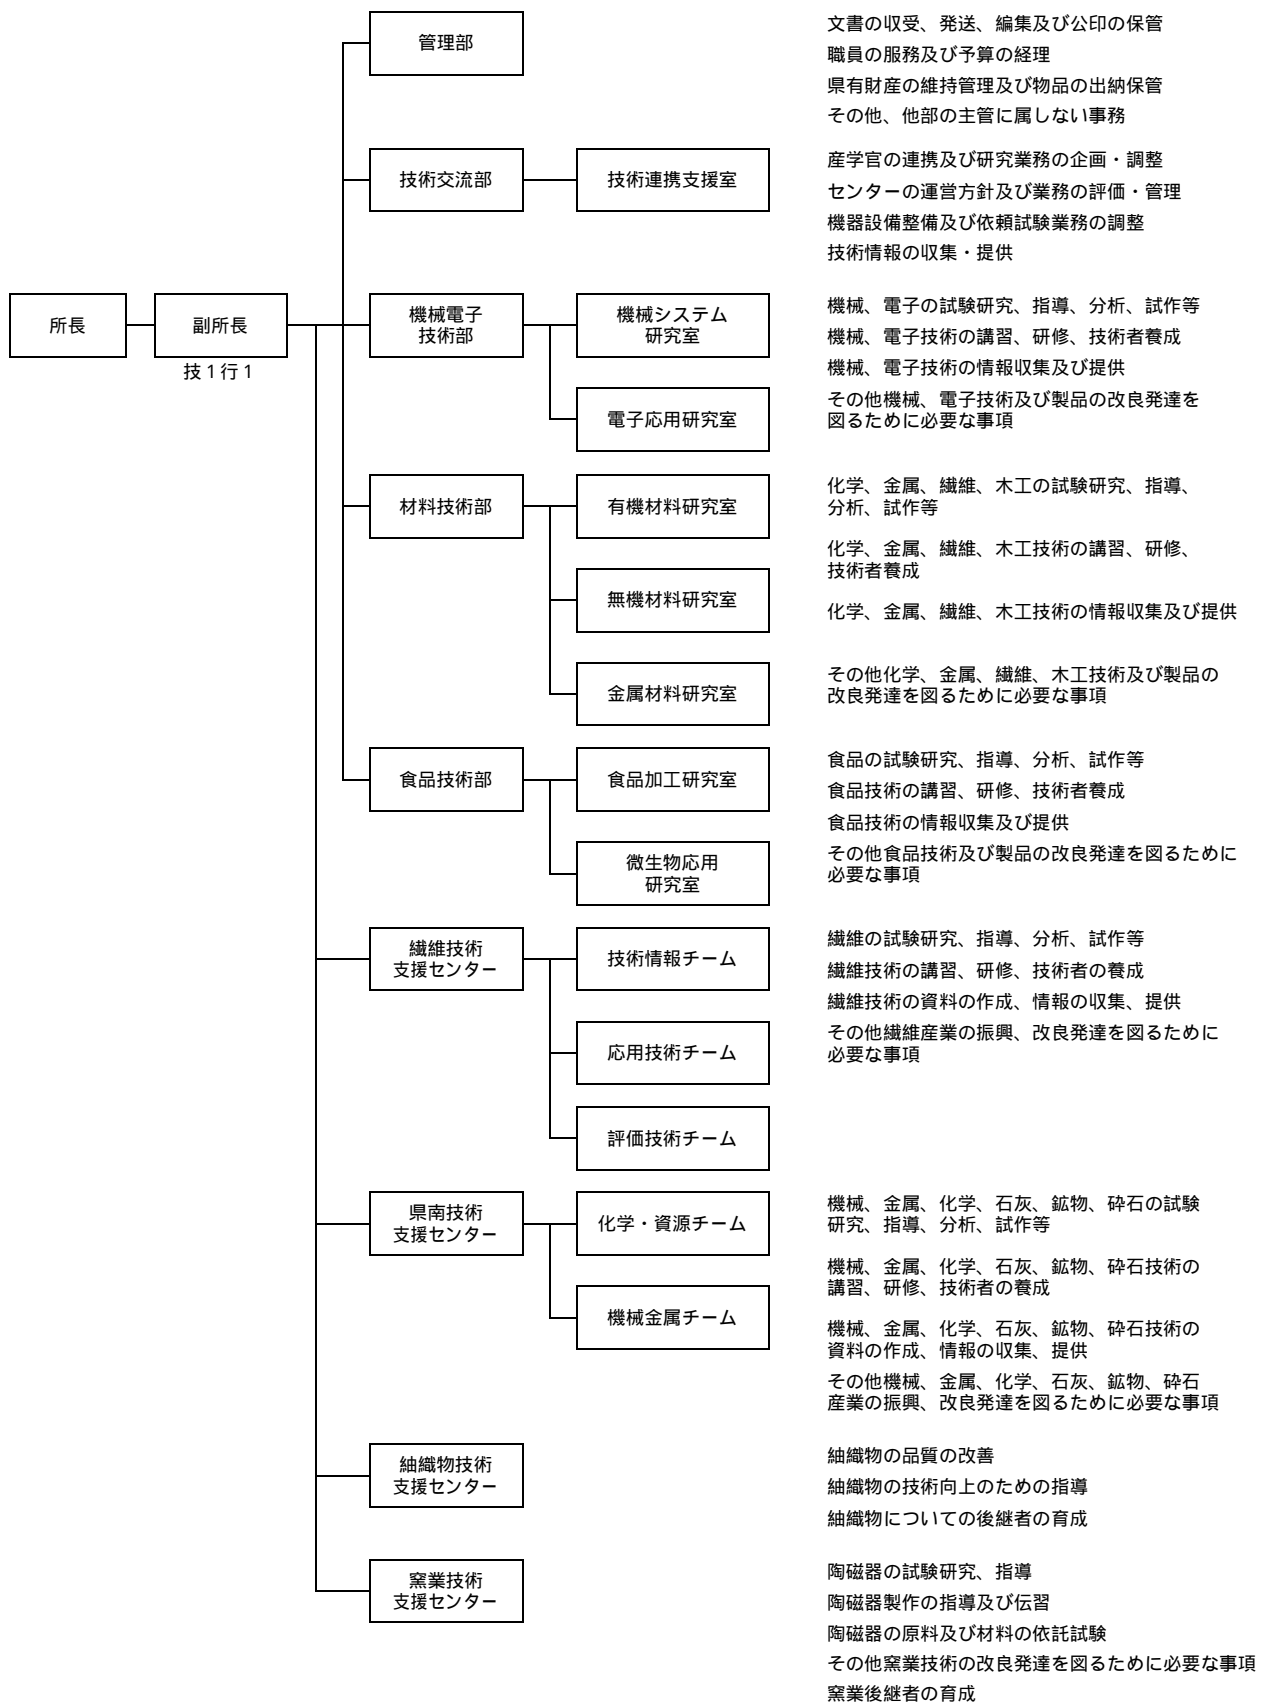 管理部
文書の収受、発送、編集及び公印の保管
職員の服務及び予算の経理
県有財産の維持管理及び物品の出納保管
その他、他部の主管に属しない事務
技術交流部
技術連携支援室
産学官の連携及び研究業務の企画・調整
センターの運営方針及び業務の評価・管理
機器設備整備及び依頼試験業務の調整
技術情報の収集・提供
所長
副所長
技1行1
機械電子
技術部
機械システム
研究室
電子応用研究室
機械、電子の試験研究、指導、分析、試作等
機械、電子技術の講習、研修、技術者養成
機械、電子技術の情報収集及び提供
その他機械、電子技術及び製品の改良発達を
図るために必要な事項
材料技術部
有機材料研究室
無機材料研究室
金属材料研究室
化学、金属、繊維、木工の試験研究、指導、
分析、試作等
化学、金属、繊維、木工技術の講習、研修、
技術者養成
化学、金属、繊維、木工技術の情報収集及び提供
その他化学、金属、繊維、木工技術及び製品の
改良発達を図るために必要な事項
食品技術部
食品加工研究室
微生物応用
研究室
食品の試験研究、指導、分析、試作等
食品技術の講習、研修、技術者養成
食品技術の情報収集及び提供
その他食品技術及び製品の改良発達を図るために
必要な事項
繊維技術
支援センター
技術情報チーム
応用技術チーム
評価技術チーム
繊維の試験研究、指導、分析、試作等
繊維技術の講習、研修、技術者の養成
繊維技術の資料の作成、情報の収集、提供
その他繊維産業の振興、改良発達を図るために
必要な事項
県南技術
支援センター
化学・資源チーム
機械金属チーム
機械、金属、化学、石灰、鉱物、砕石の試験
研究、指導、分析、試作等
機械、金属、化学、石灰、鉱物、砕石技術の
講習、研修、技術者の養成
機械、金属、化学、石灰、鉱物、砕石技術の
資料の作成、情報の収集、提供
その他機械、金属、化学、石灰、鉱物、砕石
産業の振興、改良発達を図るために必要な事項
紬織物技術
支援センター
紬織物の品質の改善
紬織物の技術向上のための指導
紬織物についての後継者の育成
窯業技術
支援センター
陶磁器の試験研究、指導
陶磁器製作の指導及び伝習
陶磁器の原料及び材料の依託試験
その他窯業技術の改良発達を図るために必要な事項
窯業後継者の育成